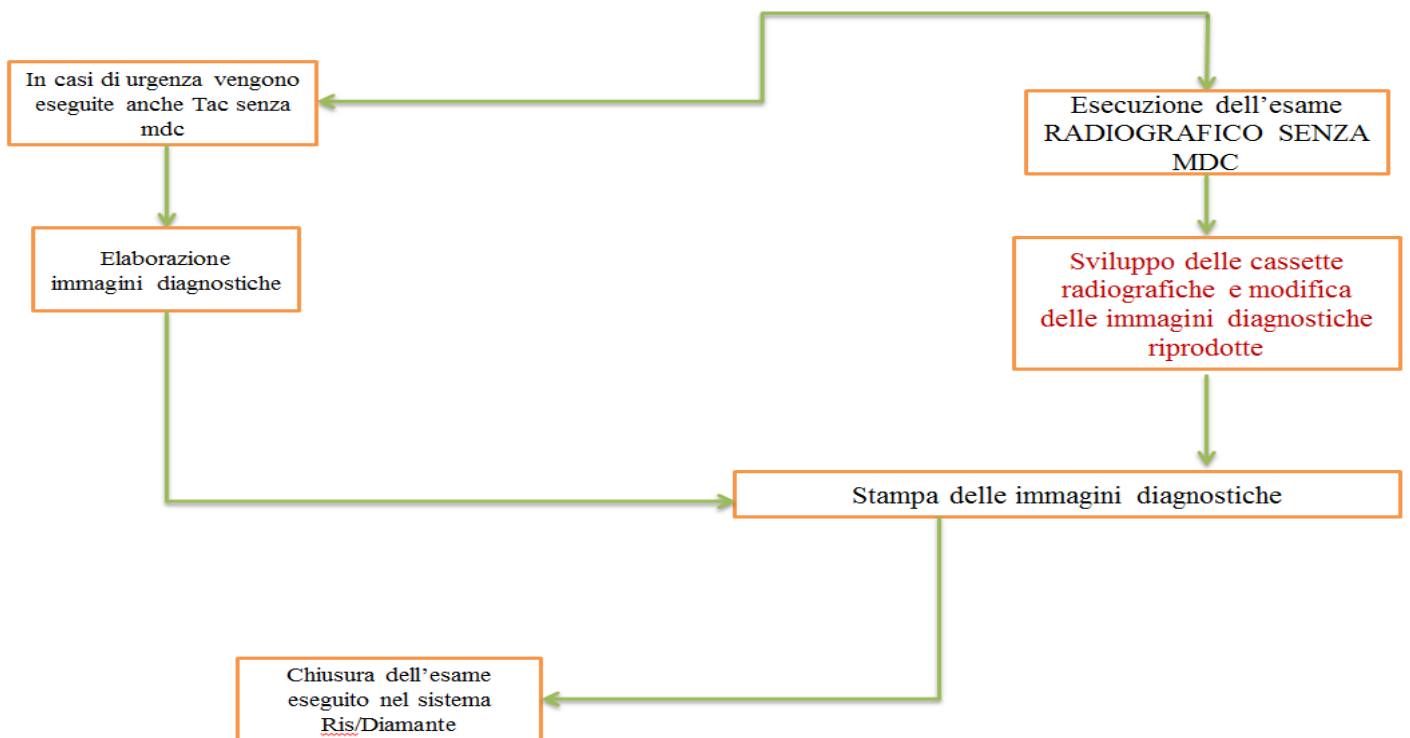 In casi di urgenza vengono
eseguite anche Tac senza
mdc
Esecuzione dell’esame
RADIOGRAFICO SENZA
MDC
Elaborazione
immagini diagnostiche
Sviluppo delle cassette
radiografiche e modifica
delle immagini diagnostiche
riprodotte
Stampa delle immagini diagnostiche
Chiusura dell’esame
eseguito nel sistema
Ris/Diamante